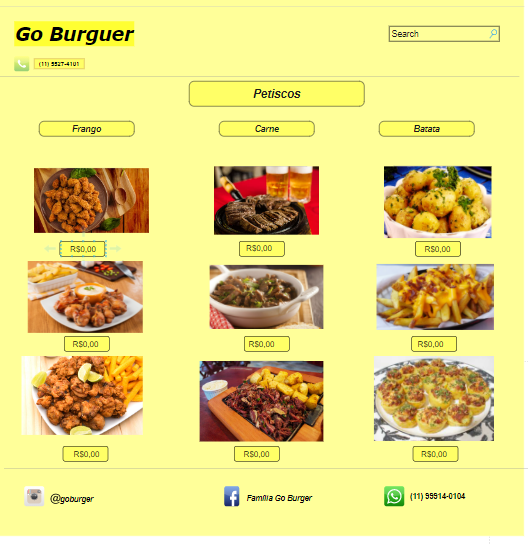 Go Burguer
Search
(11) 9927-4101
Petiscos
Frango
Carne
Batata
R$0,00
R$0,00
R$0,00
R$0,00
R$0,00
R$0,00
R$0,00
R$0,00
R$0,00
@goburger
Família Go Burger
(11) 99914-0104